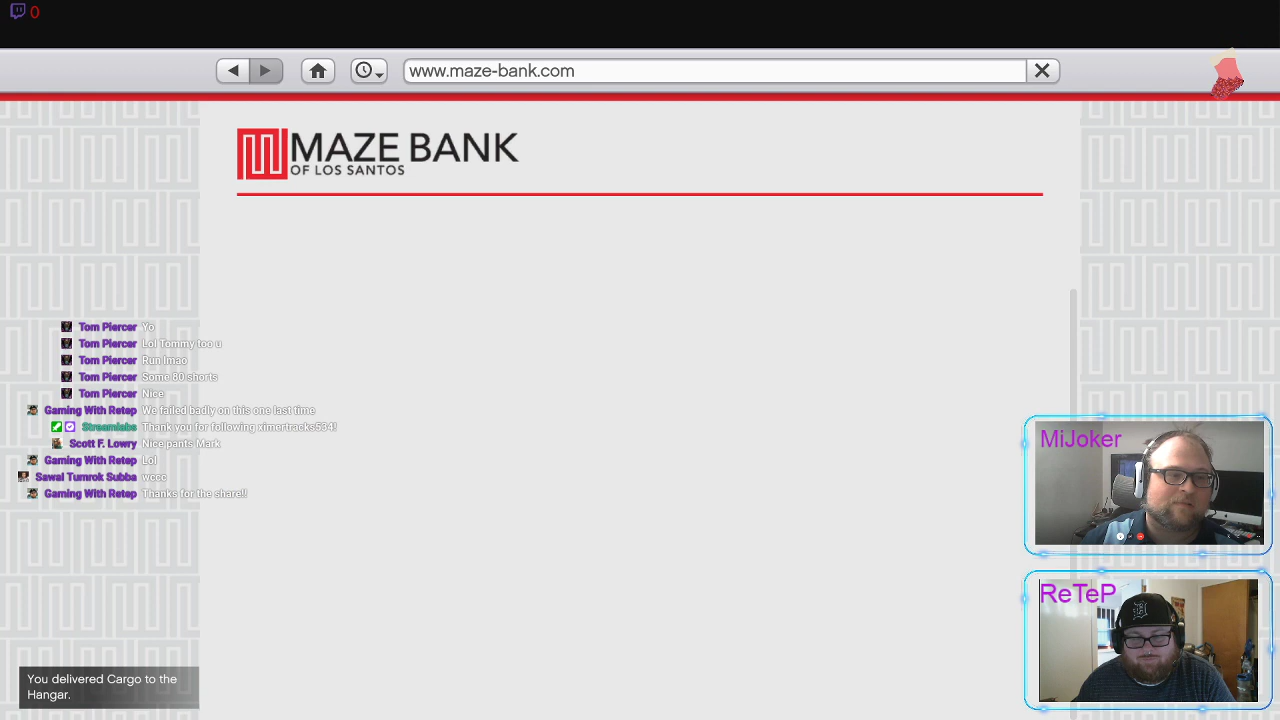 0
www.maze-bank.com
MAZE BANK
OF LOS SANTOS
Tom Piercer Yo
Tom Piercer Lol Tommy too u
Tom Piercer Run lmao
Tom Piercer Some 80 shorts
Tom Piercer Nice
Gaming With Retep We failed badly on this one last time
Streamlabs Thank you for following ximortracks534!
Scott F. Lowry Nice pants Mark
Gaming With Retep Lol
Sawal Tumrok Subba wccc
Gaming With Retep Thanks for the share!!
MiJoker
ReTeP
You delivered Cargo to the
Hangar.